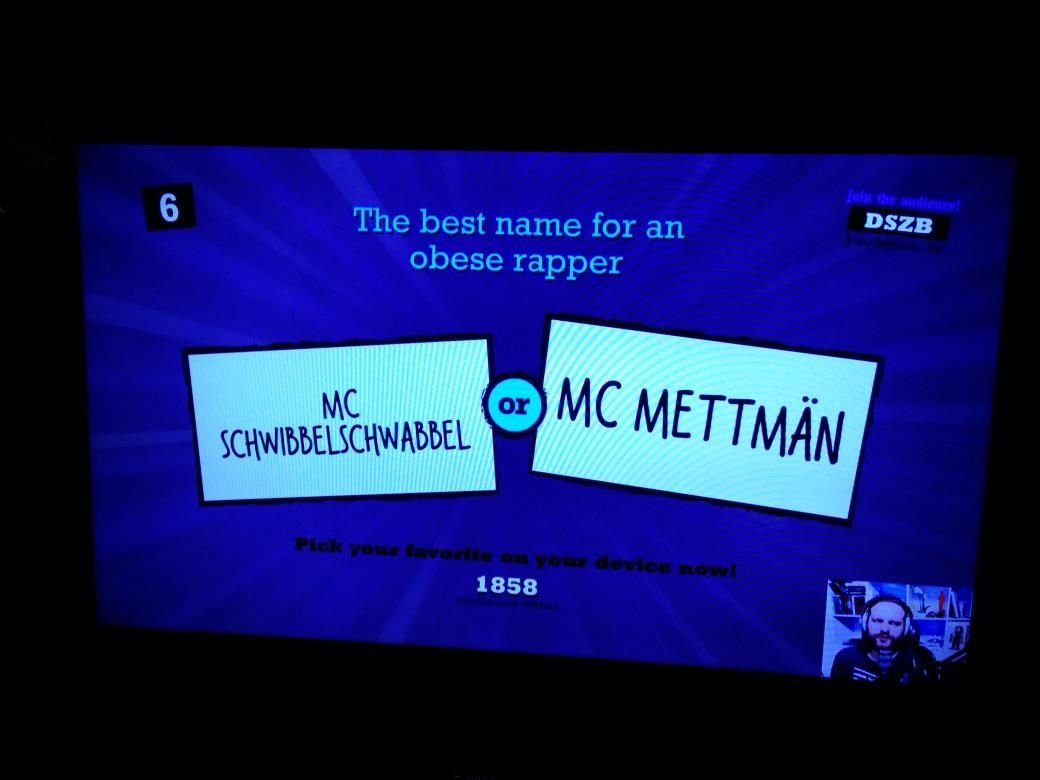 6
The best name for an
obese rapper
join the audience!
DSZB
jackbox.tv
MC
SCHWIBBELSCHWABBEL
or
MC METTMÄN
Pick your favorite on your device now!
1858
audience votes